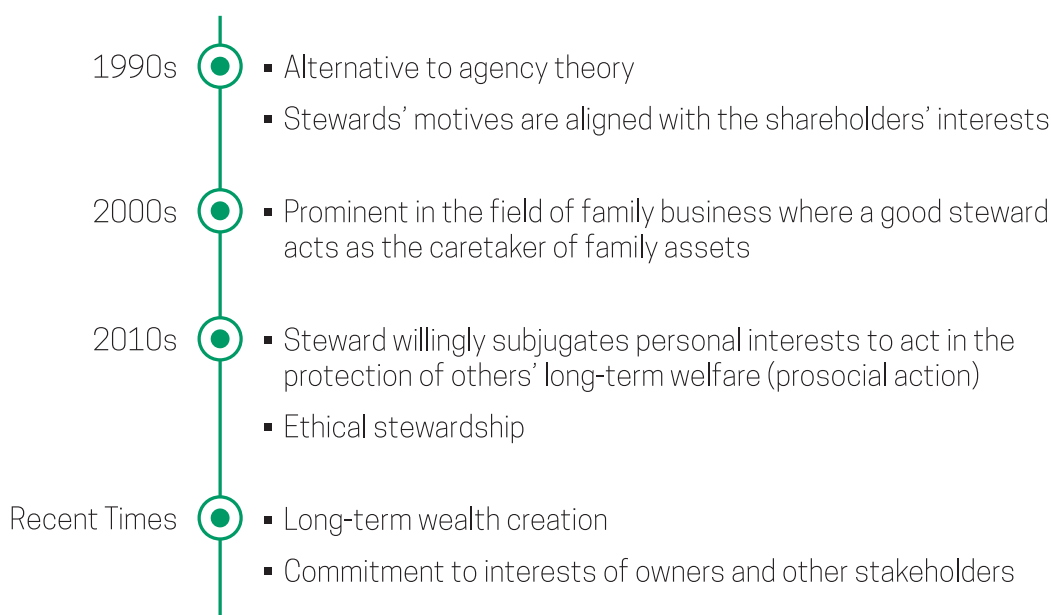 1990s
▪ Alternative to agency theory
▪ Stewards’ motives are aligned with the shareholders’ interests
2000s
▪ Prominent in the field of family business where a good steward
acts as the caretaker of family assets
2010s
▪ Steward willingly subjugates personal interests to act in the
protection of others’ long-term welfare (prosocial action)
▪ Ethical stewardship
Recent Times
▪ Long-term wealth creation
▪ Commitment to interests of owners and other stakeholders